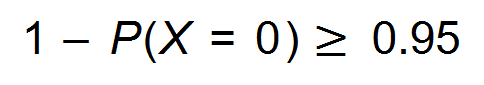 1 – P(X = 0) ≥ 0.95